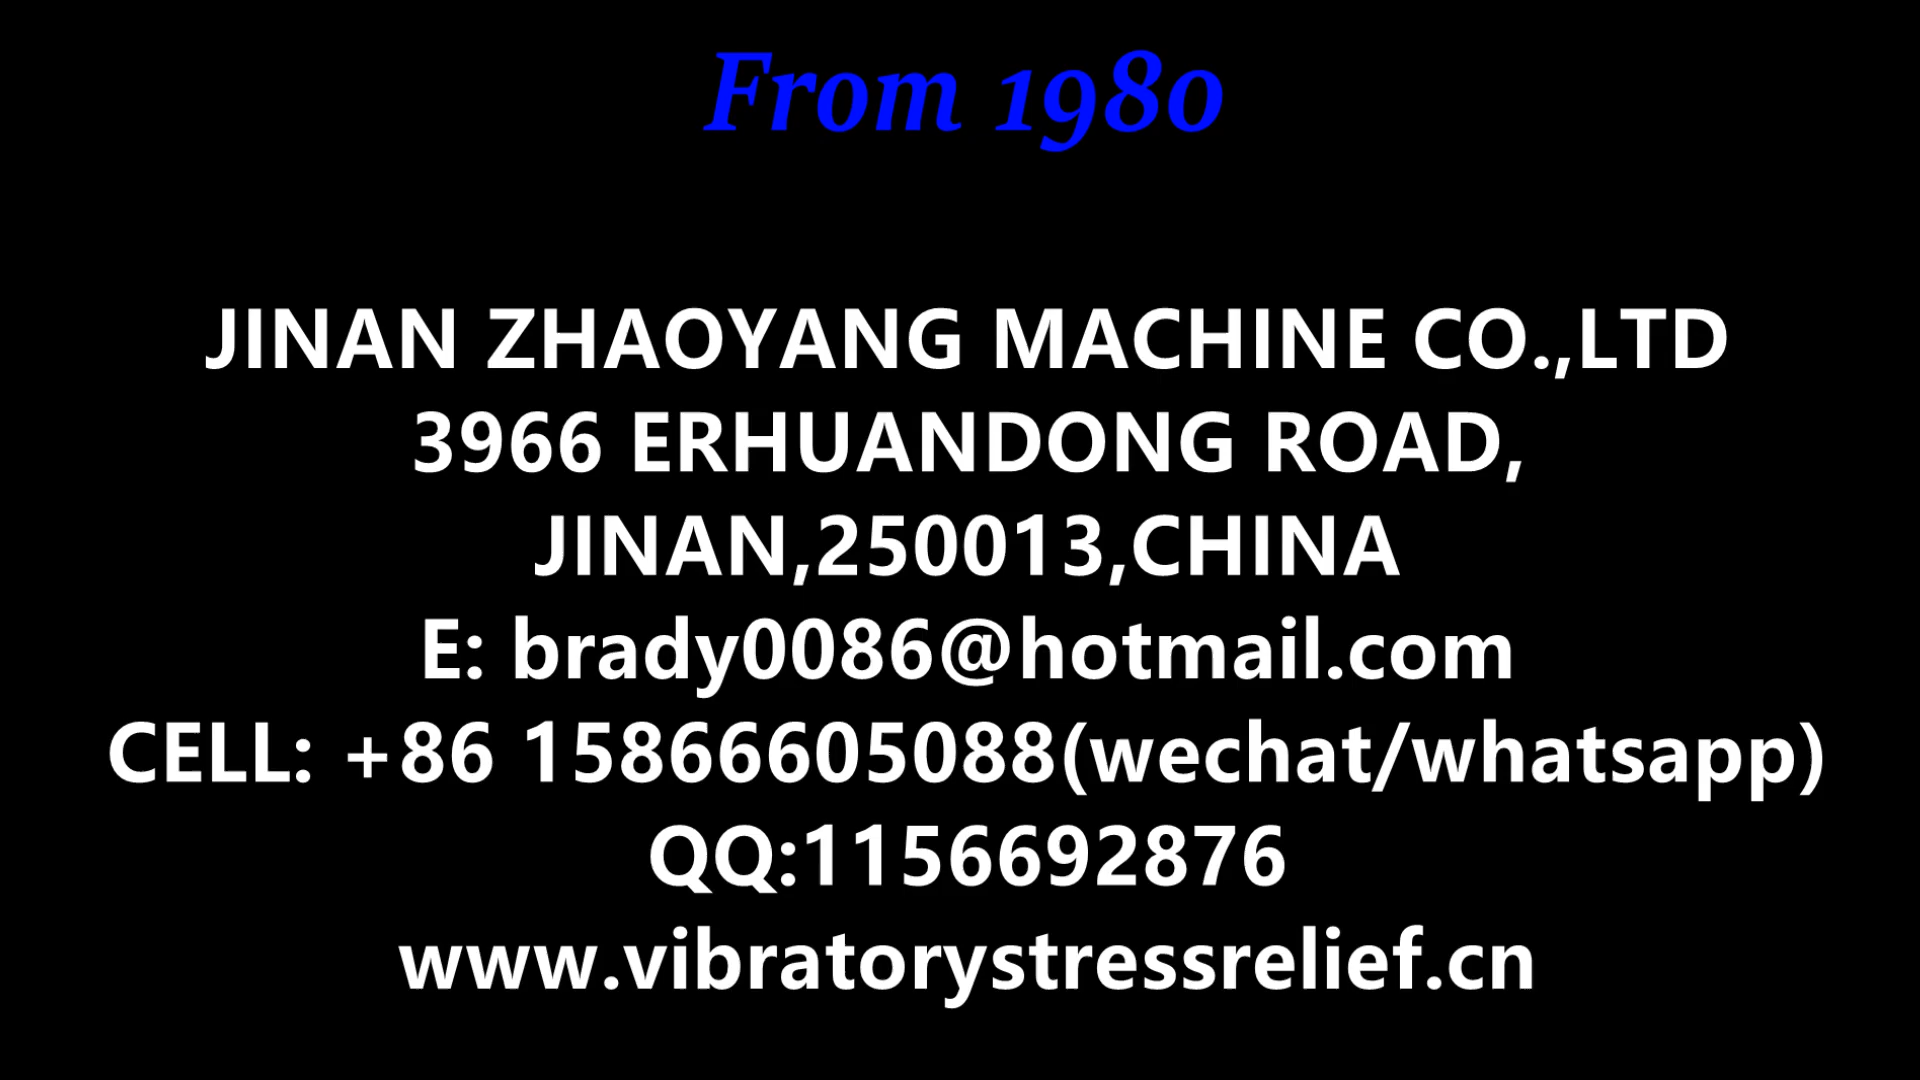 From 1980
JINAN ZHAOYANG MACHINE CO.,LTD
3966 ERHUANDONG ROAD,
JINAN,250013,CHINA
E: brady0086@hotmail.com
CELL: +86 15866605088(wechat/whatsapp)
QQ:1156692876
www.vibratorystressrelief.cn